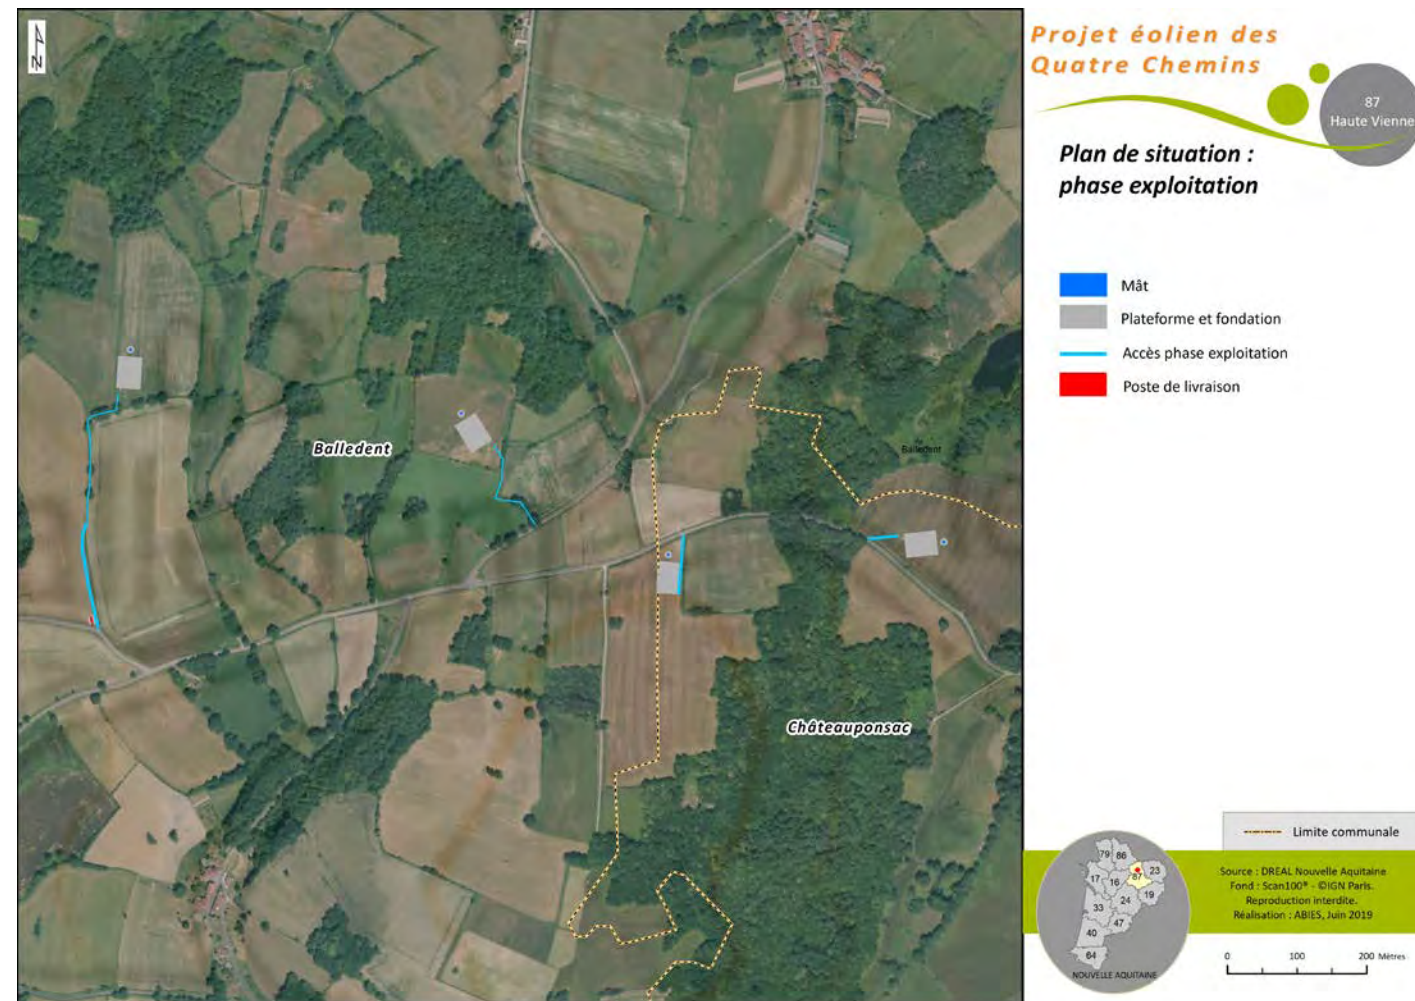 N
Projet éolien des
Quatre Chemins
87
Haute Vienne
Plan de situation :
phase exploitation
Mât
Plateforme et fondation
Accès phase exploitation
Poste de livraison
Balledent
Balledent
Châteauponsac
Limite communale
Source : DREAL Nouvelle Aquitaine
Fond : Scan100® - ©IGN Paris.
Reproduction interdite.
Réalisation : ABIES, Juin 2019
79
86
17
16
87
23
33
24
19
40
47
64
NOUVELLE AQUITAINE
0 100 200 Mètres